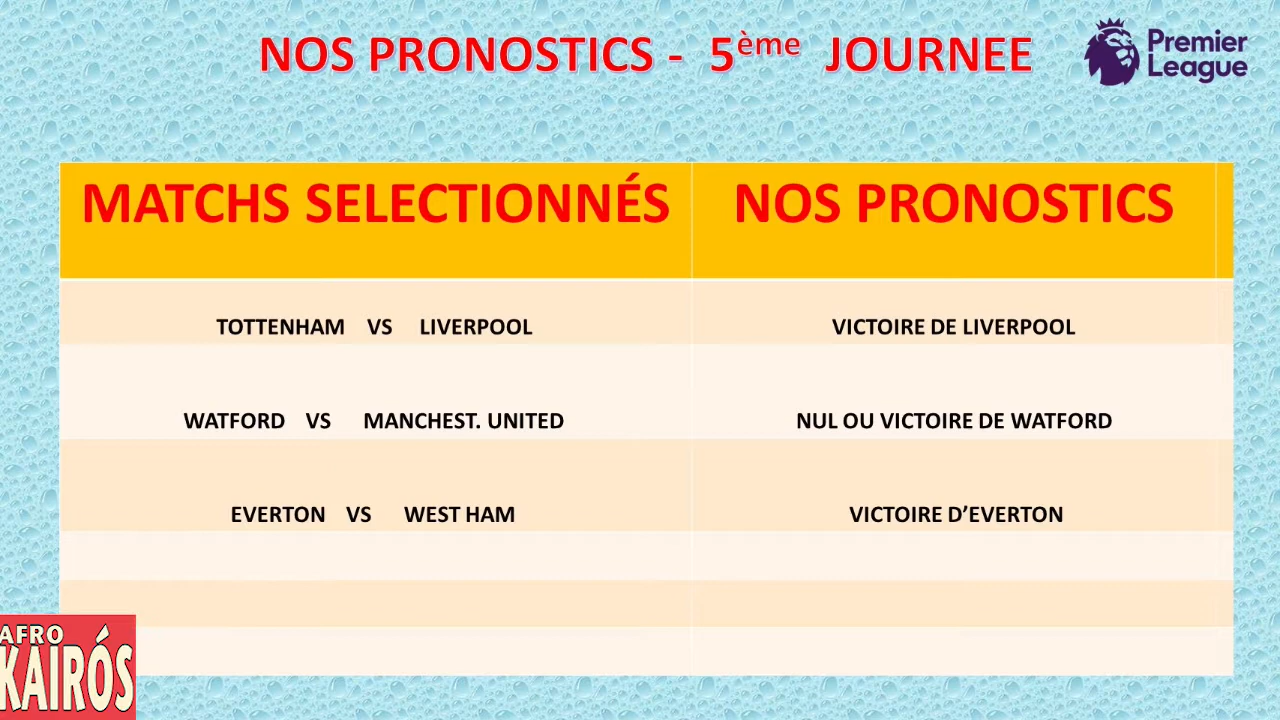 NOS PRONOSTICS - 5ème JOURNEE
Premier
League
MATCHS SELECTIONNÉS NOS PRONOSTICS
TOTTENHAM VS LIVERPOOL VICTOIRE DE LIVERPOOL
WATFORD VS MANCHEST. UNITED NUL OU VICTOIRE DE WATFORD
EVERTON VS WEST HAM VICTOIRE D’EVERTON
AFRO
KAIRÓS